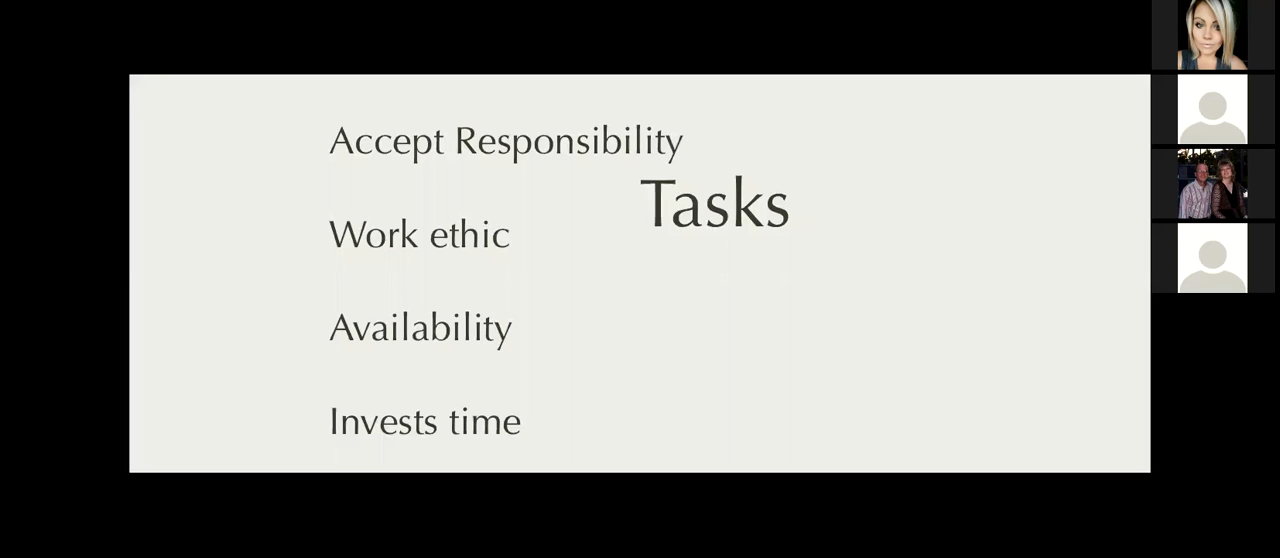 Accept Responsibility
Tasks
Work ethic
Availability
Invests time